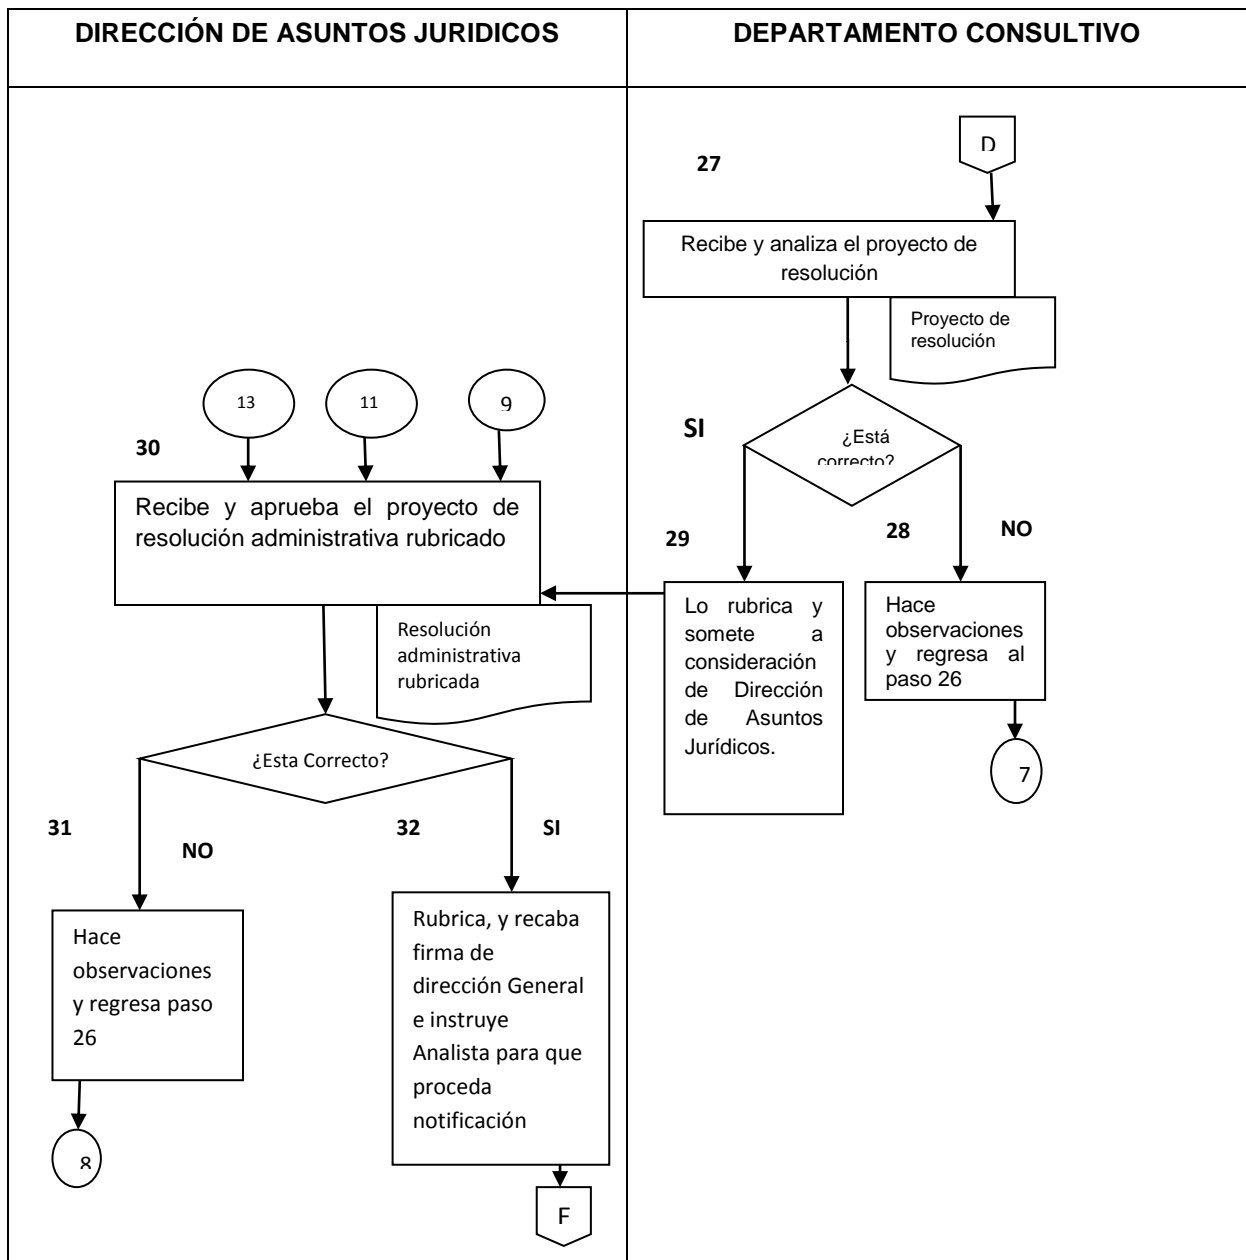 DIRECCIÓN DE ASUNTOS JURIDICOS
DEPARTAMENTO CONSULTIVO
D
27
Recibe y analiza el proyecto de
resolución
Proyecto de
resolución
¿Está
correcto?
SI
NO
28
29
Lo rubrica y
somete a
consideración
de Dirección
de Asuntos
Jurídicos.
Hace
observaciones
y regresa al
paso 26
7
13
11
9
30
Recibe y aprueba el proyecto de
resolución administrativa rubricado
Resolución
administrativa
rubricada
¿Esta Correcto?
31
NO
32
SI
Hace
observaciones
y regresa paso
26
8
Rubrica, y recaba
firma de
dirección General
e instruye
Analista para que
proceda
notificación
F